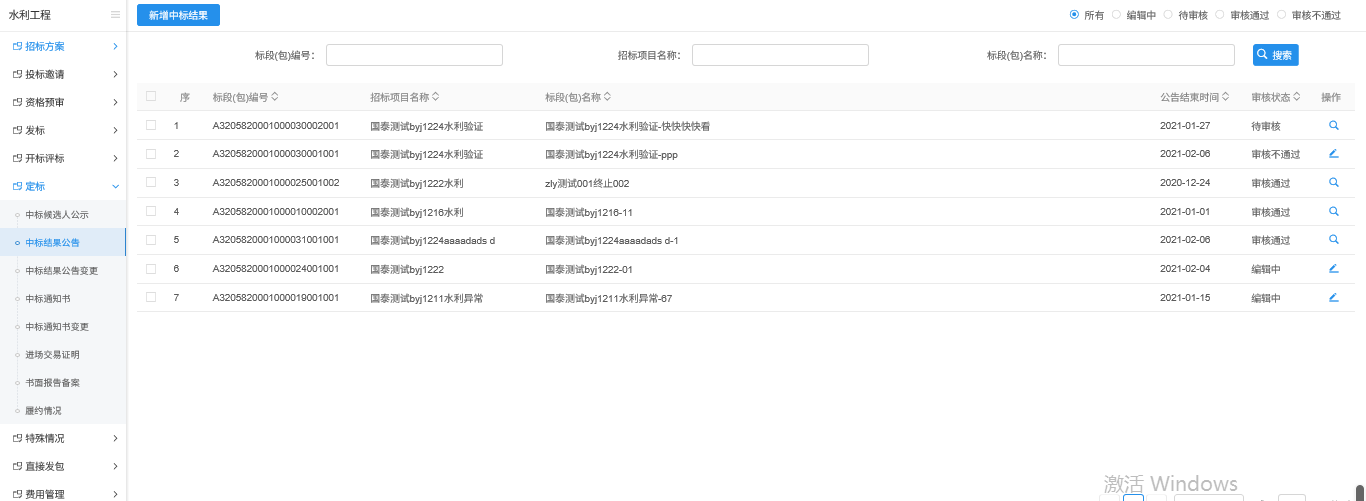 水利工程
招标方案
投标邀请
资格预审
发标
开标评标
定标
中标候选人公示
中标结果公告
中标结果公告变更
中标通知书
中标通知书变更
进场交易证明
书面报告备案
履约情况
特殊情况
直接发包
费用管理
新增中标结果
所有 编辑中 待审核 审核通过 审核不通过
标段(包)编号： 招标项目名称： 标段(包)名称： 搜索
序 标段(包)编号 招标项目名称 标段(包)名称 公告结束时间 审核状态 操作
1 A3205820001000030002001 国泰测试byj1224水利验证 国泰测试byj1224水利验证-快快快快看 2021-01-27 待审核
2 A3205820001000030001001 国泰测试byj1224水利验证 国泰测试byj1224水利验证-ppp 2021-02-06 审核不通过
3 A3205820001000025001002 国泰测试byj1222水利 zly测试001终止002 2020-12-24 审核通过
4 A3205820001000010002001 国泰测试byj1216水利 国泰测试byj1216-11 2021-01-01 审核通过
5 A3205820001000031001001 国泰测试byj1224aaaadads d 国泰测试byj1224aaaadads d-1 2021-02-06 审核通过
6 A3205820001000024001001 国泰测试byj1222 国泰测试byj1222-01 2021-02-04 编辑中
7 A3205820001000019001001 国泰测试byj1211水利异常 国泰测试byj1211水利异常-67 2021-01-15 编辑中
激活 Windows